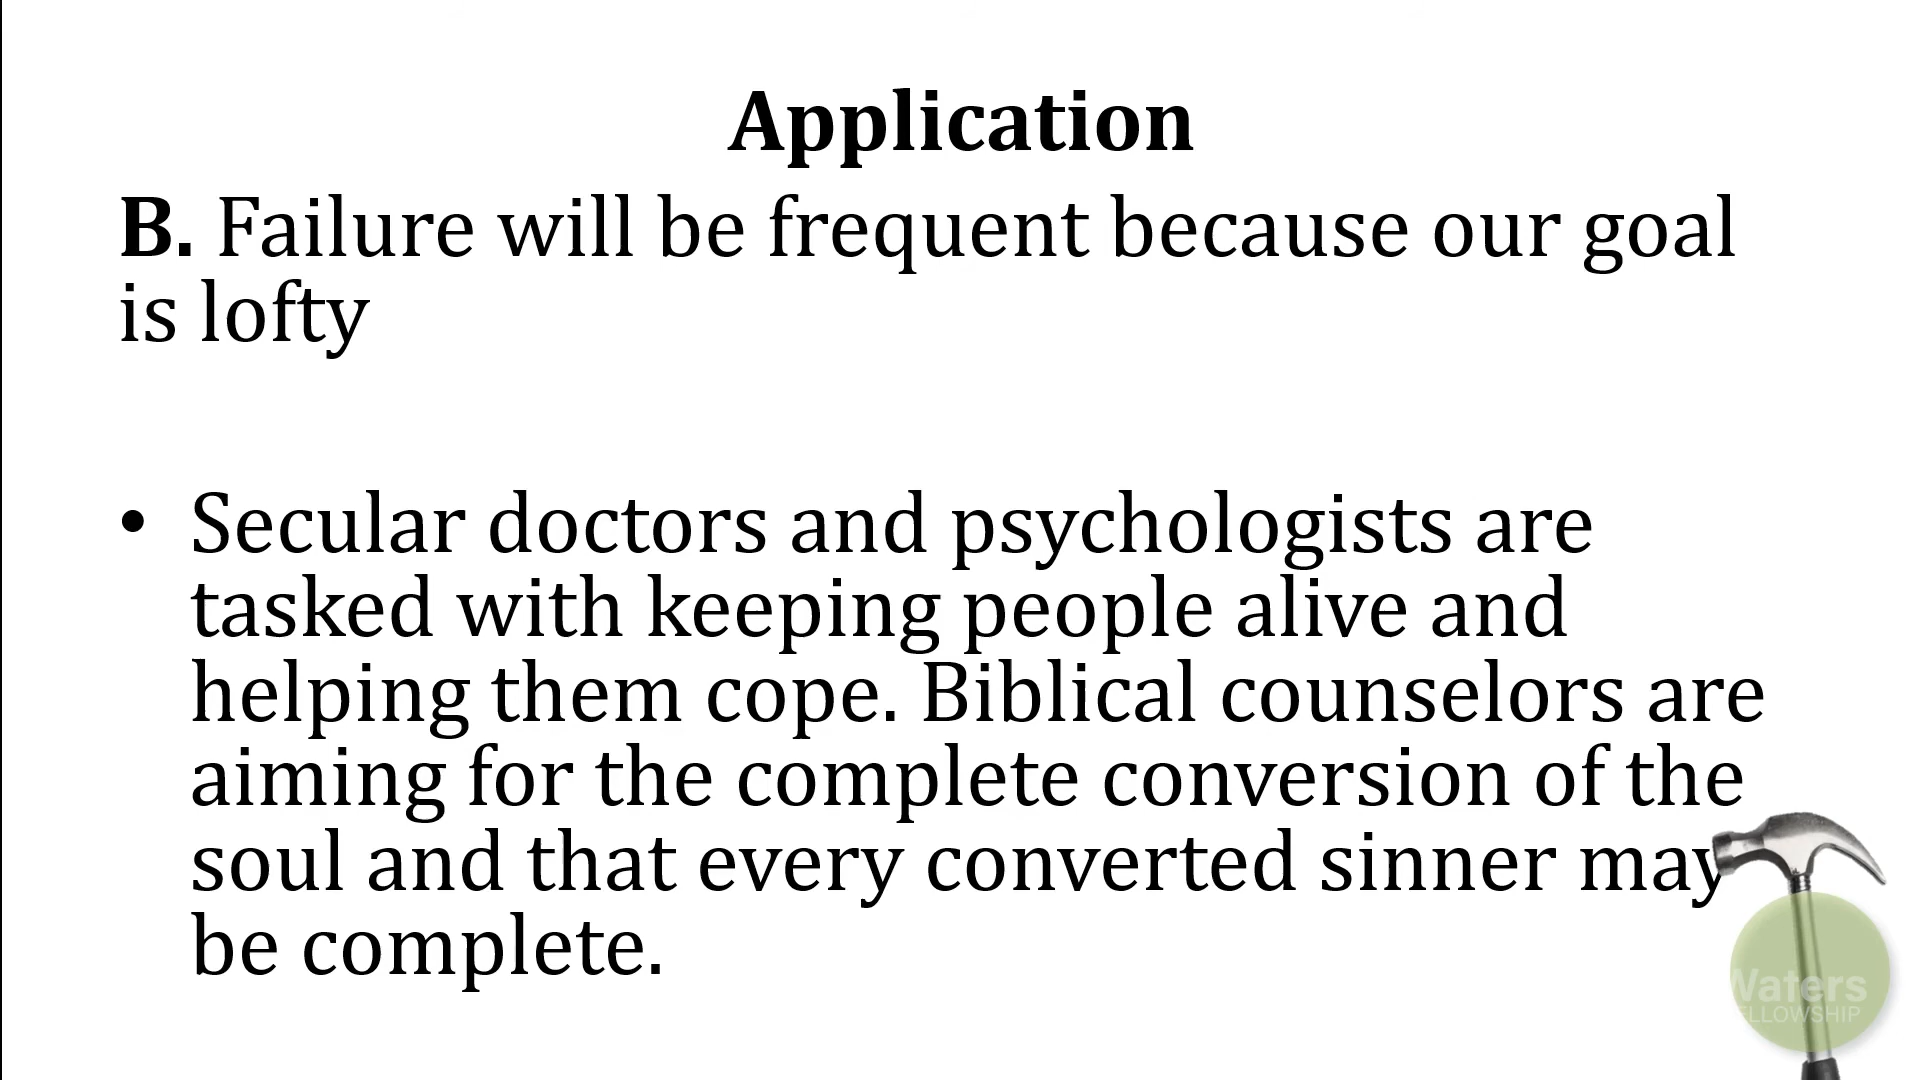 Application
B. Failure will be frequent because our goal
is lofty
• Secular doctors and psychologists are
tasked with keeping people alive and
helping them cope. Biblical counselors are
aiming for the complete conversion of the
soul and that every converted sinner may
be complete.
Waters
ELLOWSHIP